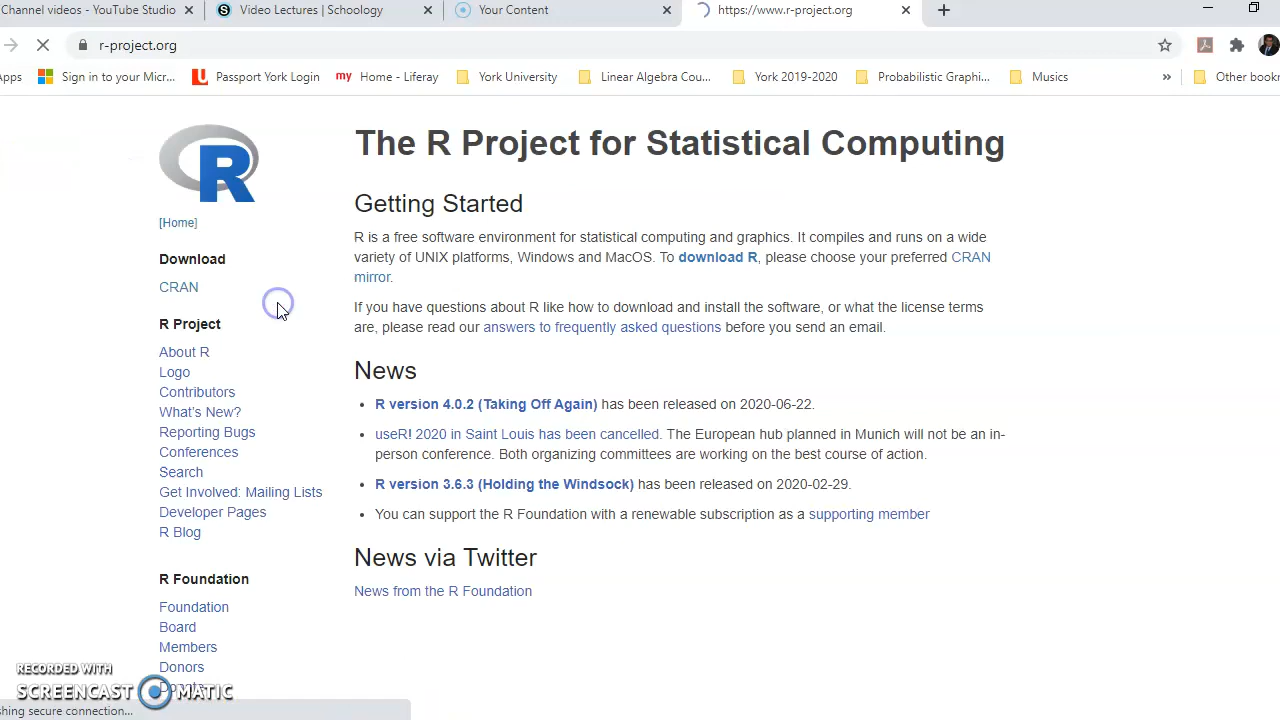 Channel videos - YouTube Studio
Video Lectures | Schoology
Your Content
https://www.r-project.org
r-project.org
Apps
Sign in to your Micr...
Passport York Login
my Home - Liferay
York University
Linear Algebra Cou...
York 2019-2020
Probabilistic Graphi...
Musics
»
Other bookr
R
[Home]
Download
CRAN
R Project
About R
Logo
Contributors
What's New?
Reporting Bugs
Conferences
Search
Get Involved: Mailing Lists
Developer Pages
R Blog
R Foundation
Foundation
Board
Members
Donors
The R Project for Statistical Computing
Getting Started
R is a free software environment for statistical computing and graphics. It compiles and runs on a wide
variety of UNIX platforms, Windows and MacOS. To download R, please choose your preferred CRAN
mirror.
If you have questions about R like how to download and install the software, or what the license terms
are, please read our answers to frequently asked questions before you send an email.
News
• R version 4.0.2 (Taking Off Again) has been released on 2020-06-22.
• useR! 2020 in Saint Louis has been cancelled. The European hub planned in Munich will not be an in-
person conference. Both organizing committees are working on the best course of action.
• R version 3.6.3 (Holding the Windsock) has been released on 2020-02-29.
• You can support the R Foundation with a renewable subscription as a supporting member
News via Twitter
News from the R Foundation
RECORDED WITH
SCREENCAST MATIC
shing secure connection...